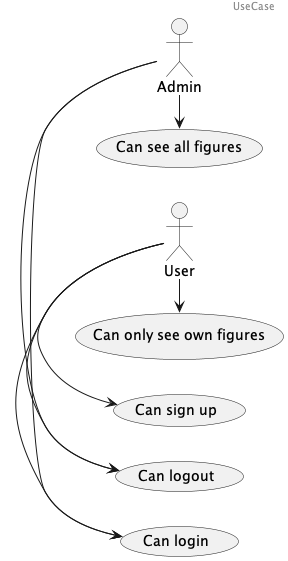 UseCase
Admin
Can see all figures
User
Can only see own figures
Can sign up
Can logout
Can login